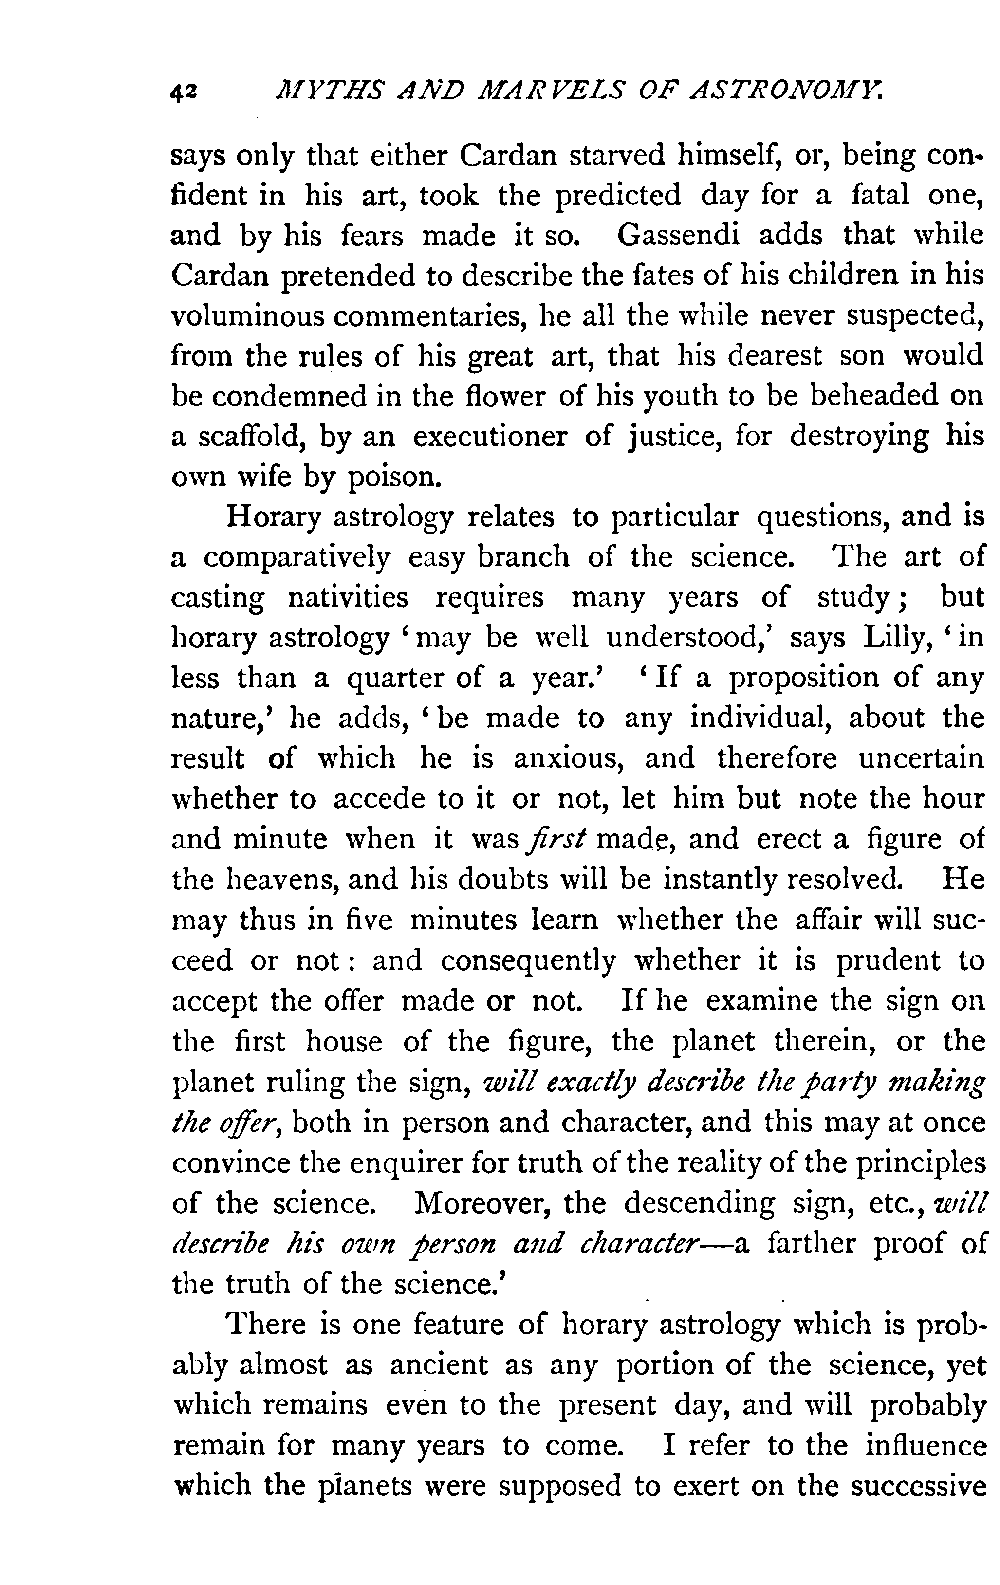 42 MYTHS AND MARVELS OF ASTRONOMY.
says only that either Cardan starved himself, or, being con-
fident in his art, took the predicted day for a fatal one,
and by his fears made it so. Gassendi adds that while
Cardan pretended to describe the fates of his children in his
voluminous commentaries, he all the while never suspected,
from the rules of his great art, that his dearest son would
be condemned in the flower of his youth to be beheaded on
a scaffold, by an executioner of justice, for destroying his
own wife by poison.
Horary astrology relates to particular questions, and is
a comparatively easy branch of the science. The art of
casting nativities requires many years of study; but
horary astrology ‘may be well understood,’ says Lilly, ‘in
less than a quarter of a year.’ ‘If a proposition of any
nature,’ he adds, ‘be made to any individual, about the
result of which he is anxious, and therefore uncertain
whether to accede to it or not, let him but note the hour
and minute when it was first made, and erect a figure of
the heavens, and his doubts will be instantly resolved. He
may thus in five minutes learn whether the affair will suc-
ceed or not: and consequently whether it is prudent to
accept the offer made or not. If he examine the sign on
the first house of the figure, the planet therein, or the
planet ruling the sign, will exactly describe the party making
the offer, both in person and character, and this may at once
convince the enquirer for truth of the reality of the principles
of the science. Moreover, the descending sign, etc., will
describe his own person and character—a farther proof of
the truth of the science.’
There is one feature of horary astrology which is prob-
ably almost as ancient as any portion of the science, yet
which remains even to the present day, and will probably
remain for many years to come. I refer to the influence
which the planets were supposed to exert on the successive